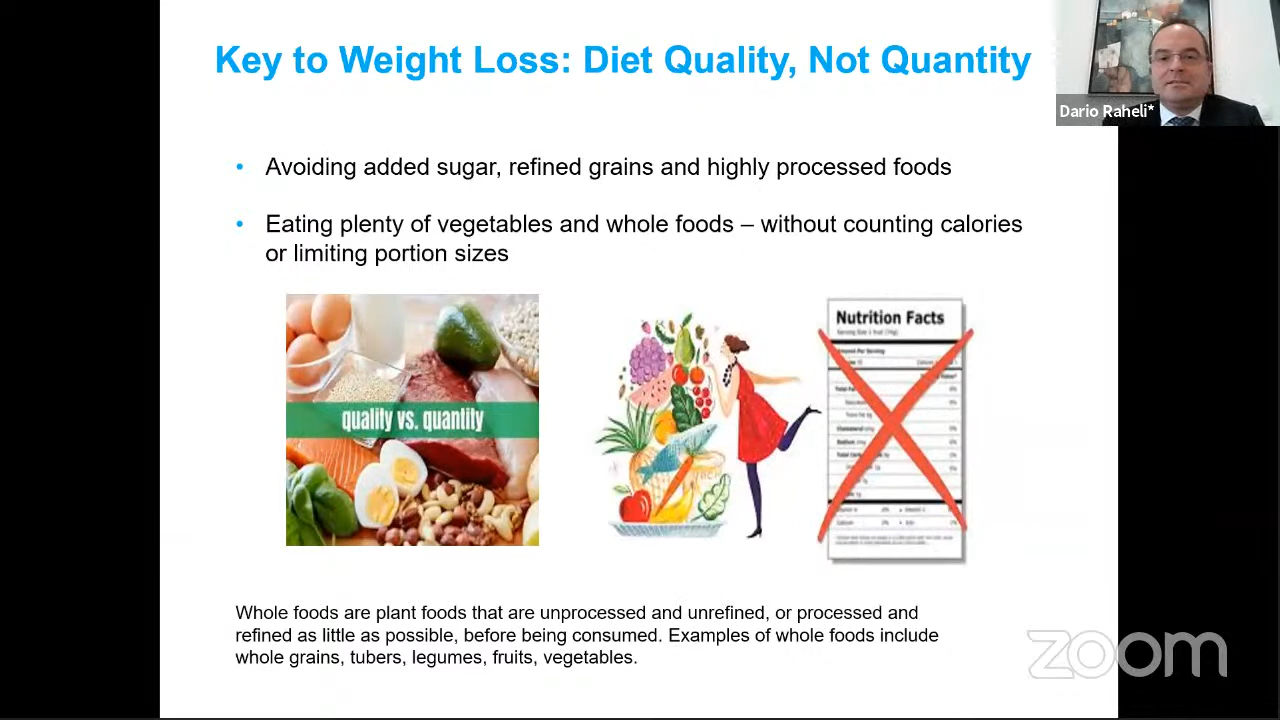 Key to Weight Loss: Diet Quality, Not Quantity
Dario Raheli*
• Avoiding added sugar, refined grains and highly processed foods
• Eating plenty of vegetables and whole foods – without counting calories
or limiting portion sizes
quality vs. quantity
Nutrition Facts
Whole foods are plant foods that are unprocessed and unrefined, or processed and
refined as little as possible, before being consumed. Examples of whole foods include
whole grains, tubers, legumes, fruits, vegetables.
zoom